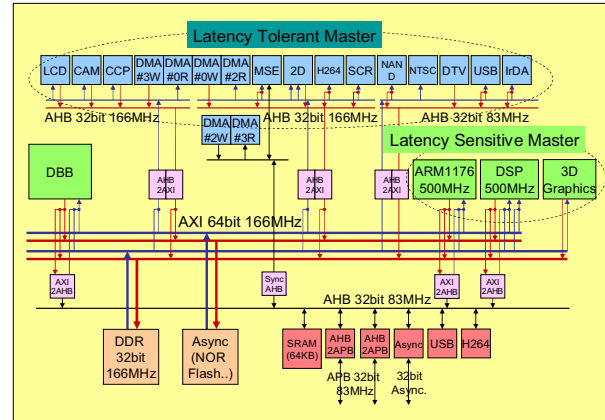 Latency Tolerant Master
LCD CAM CCP DMA #3W DMA #0R DMA #0W DMA #2R MSE 2D H264 SCR NAN D NTSC DTV USB IrDA
AHB 32bit 166MHz AHB 32bit 166MHz AHB 32bit 83MHz
DMA #2W DMA #3R
Latency Sensitive Master
DBB
AHB 2AXI
AHB 2AXI
AHB 2AXI
ARM1176
500MHz
DSP
500MHz
3D
Graphics
AXI 64bit 166MHz
AXI
2AHB
Sync
AHB
AXI
2AHB
AXI
2AHB
AHB 32bit 83MHz
DDR
32bit
166MHz
Async
(NOR
Flash..)
SRAM
(64KB)
AHB
2APB
AHB
2APB
Async
USB
H264
APB 32bit
83MHz
32bit
Async.